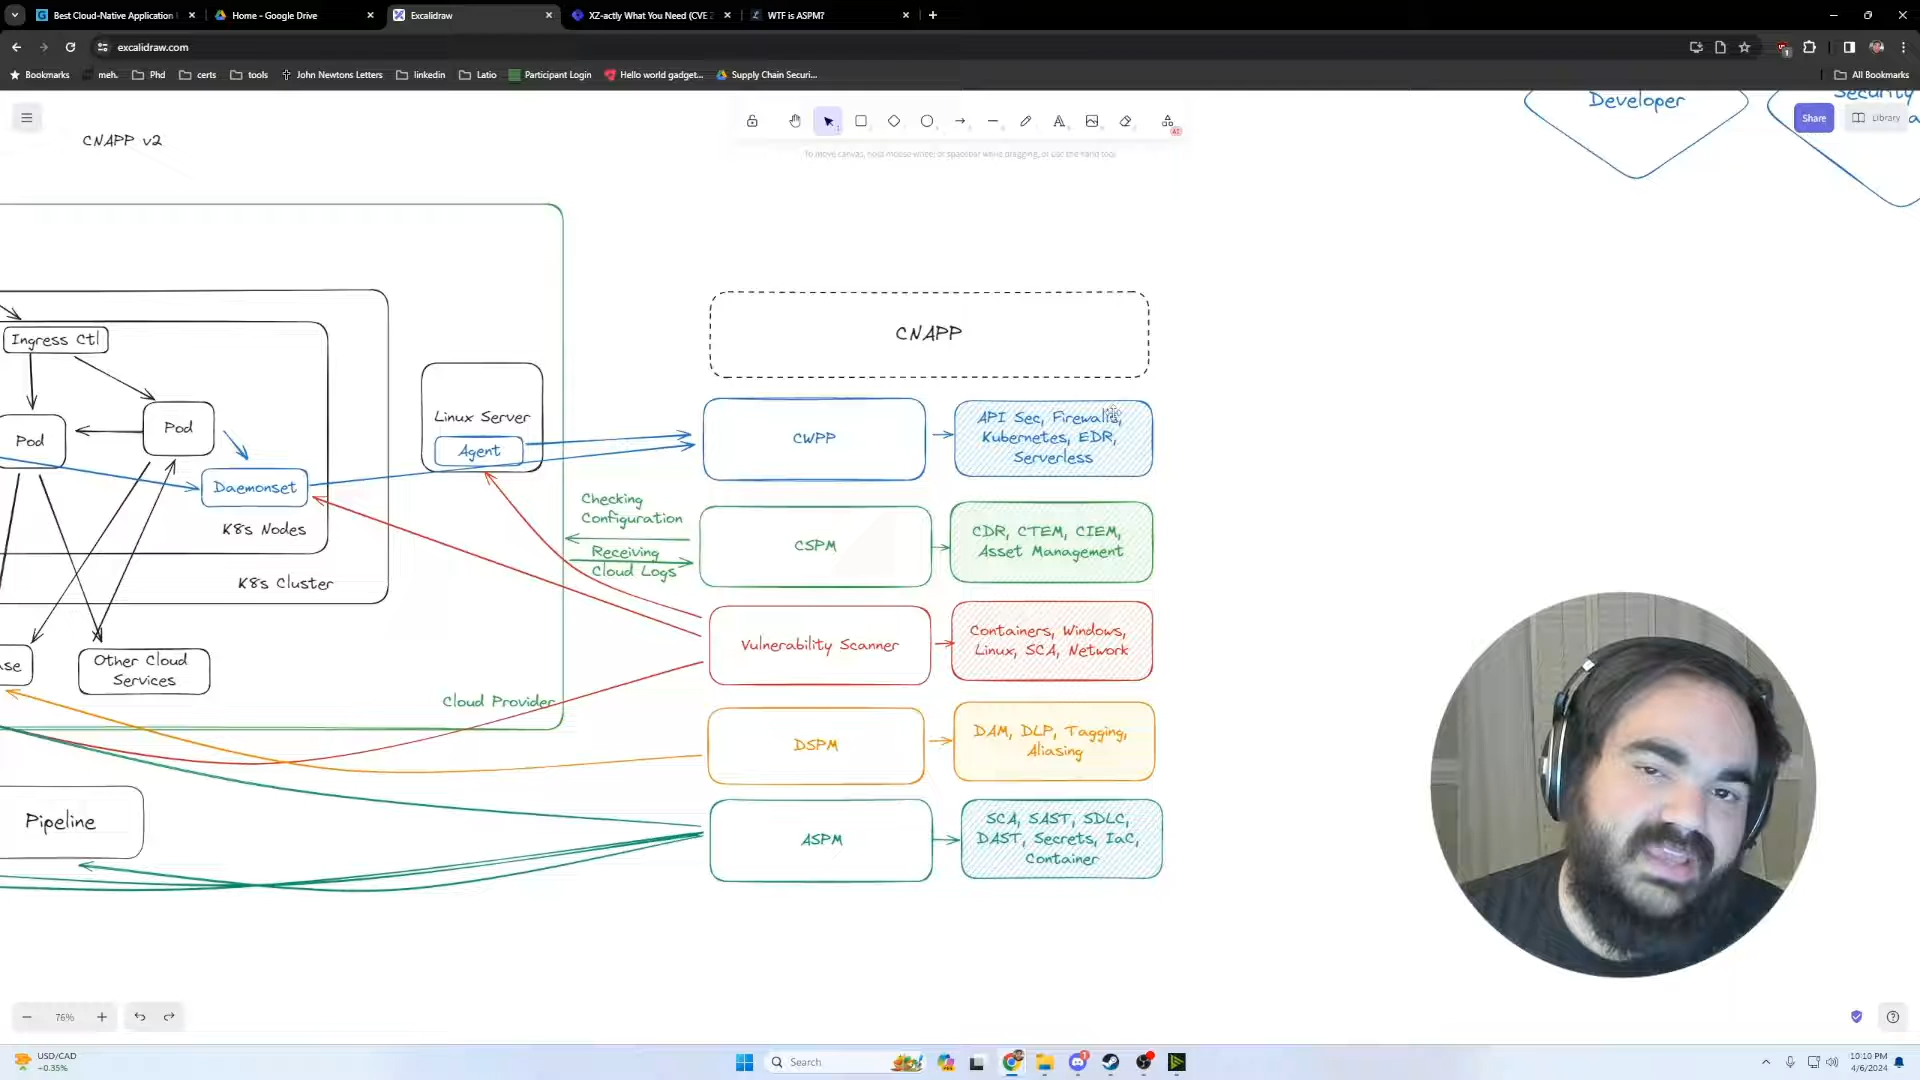 Best Cloud-Native Application
Home - Google Drive
Excalidraw
XZ-actly What You Need (CVE 2
WTF is ASPM?
excalidraw.com
Bookmarks
meh.
Phd
certs
tools
John Newtons Letters
linkedin
Latio
Participant Login
Hello world gadget...
Supply Chain Securi...
All Bookmarks
Developer
Security
Share
Library
AI
To move canvas, hold mouse wheel or spacebar while dragging, or use the hand tool
CNAPP v2
CNAPP
Ingress Ctl
Pod
Pod
Daemonset
K8s Nodes
K8s Cluster
Linux Server
Agent
Other Cloud
Services
Cloud Provider
Pipeline
Checking
Configuration
Receiving
Cloud Logs
CWPP
API Sec, Firewalls,
Kubernetes, EDR,
Serverless
CSPM
CDR, CTEM, CIEM,
Asset Management
Vulnerability Scanner
Containers, Windows,
Linux, SCA, Network
DSPM
DAM, DLP, Tagging,
Aliasing
ASPM
SCA, SAST, SDLC,
DAST, Secrets, IaC,
Container
76%
USD/CAD
-0.35%
Search
10:10 PM
4/6/2024